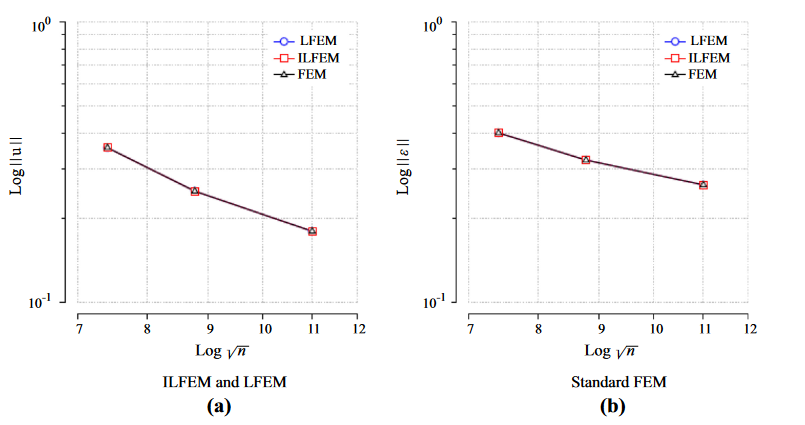 10⁰
LFEM
ILFEM
FEM
Log ||u||
10⁻¹
7 8 9 10 11 12
Log √n
ILFEM and LFEM
(a)
10⁰
LFEM
ILFEM
FEM
Log ||ε||
10⁻¹
7 8 9 10 11 12
Log √n
Standard FEM
(b)